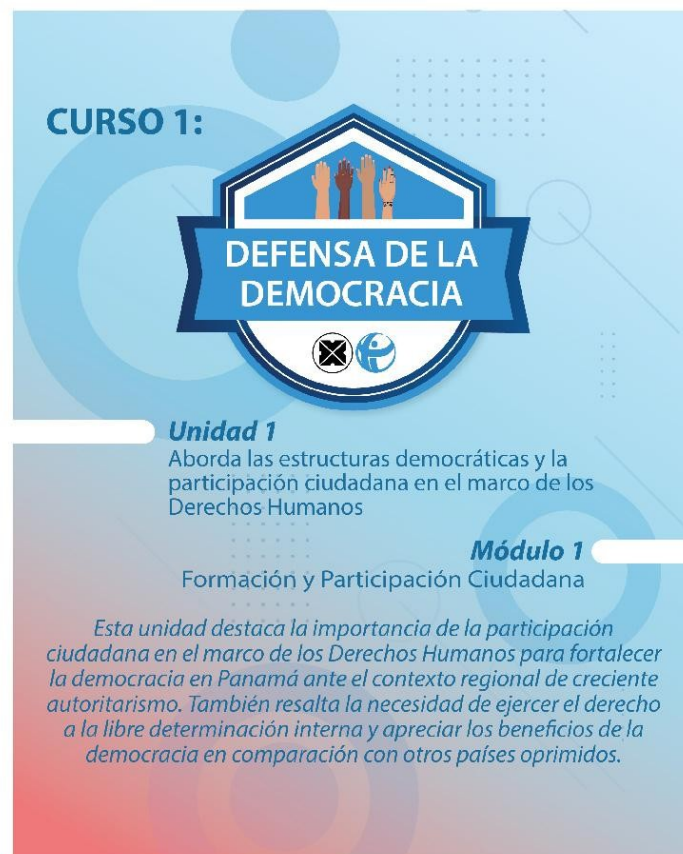 CURSO 1:
DEFENSA DE LA
DEMOCRACIA
Unidad 1
Aborda las estructuras democráticas y la
participación ciudadana en el marco de los
Derechos Humanos
Módulo 1
Formación y Participación Ciudadana
Esta unidad destaca la importancia de la participación
ciudadana en el marco de los Derechos Humanos para fortalecer
la democracia en Panamá ante el contexto regional de creciente
autoritarismo. También resalta la necesidad de ejercer el derecho
a la libre determinación interna y apreciar los beneficios de la
democracia en comparación con otros países oprimidos.